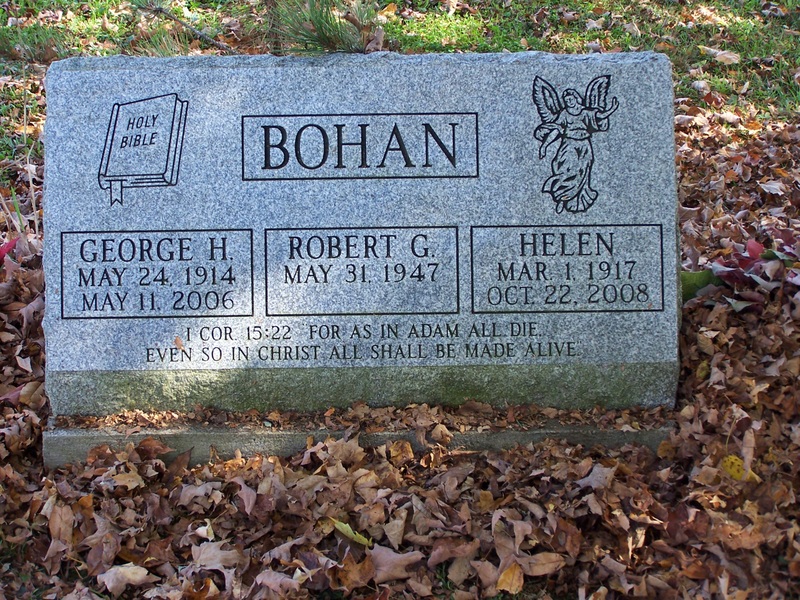 HOLY
BIBLE
BOHAN
GEORGE H.
MAY 24, 1914
MAY 11, 2006
ROBERT G.
MAY 31, 1947
HELEN
MAR. 1, 1917
OCT. 22, 2008
I COR. 15:22 FOR AS IN ADAM ALL DIE.
EVEN SO IN CHRIST ALL SHALL BE MADE ALIVE.